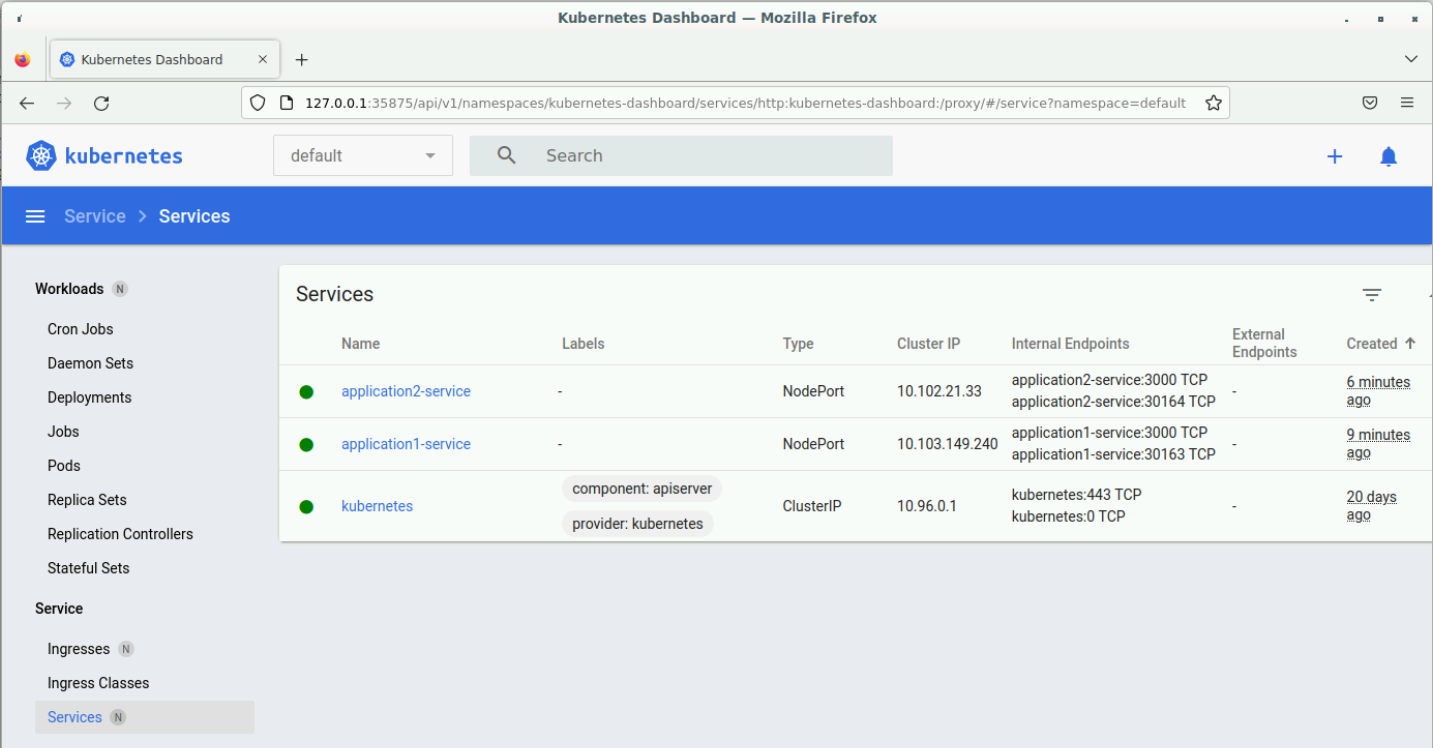 Kubernetes Dashboard — Mozilla Firefox
Kubernetes Dashboard
127.0.0.1:35875/api/v1/namespaces/kubernetes-dashboard/services/http:kubernetes-dashboard:/proxy/#/service?namespace=default
kubernetes
default
Search
Service > Services
Workloads N
Cron Jobs
Daemon Sets
Deployments
Jobs
Pods
Replica Sets
Replication Controllers
Stateful Sets
Service
Ingresses N
Ingress Classes
Services N
Services
Name Labels Type Cluster IP Internal Endpoints External Endpoints Created
application2-service - NodePort 10.102.21.33 application2-service:3000 TCP - 6 minutes
application2-service:30164 TCP ago
application1-service - NodePort 10.103.149.240 application1-service:3000 TCP - 9 minutes
application1-service:30163 TCP ago
kubernetes component: apiserver ClusterIP 10.96.0.1 kubernetes:443 TCP - 20 days
provider: kubernetes kubernetes:0 TCP ago